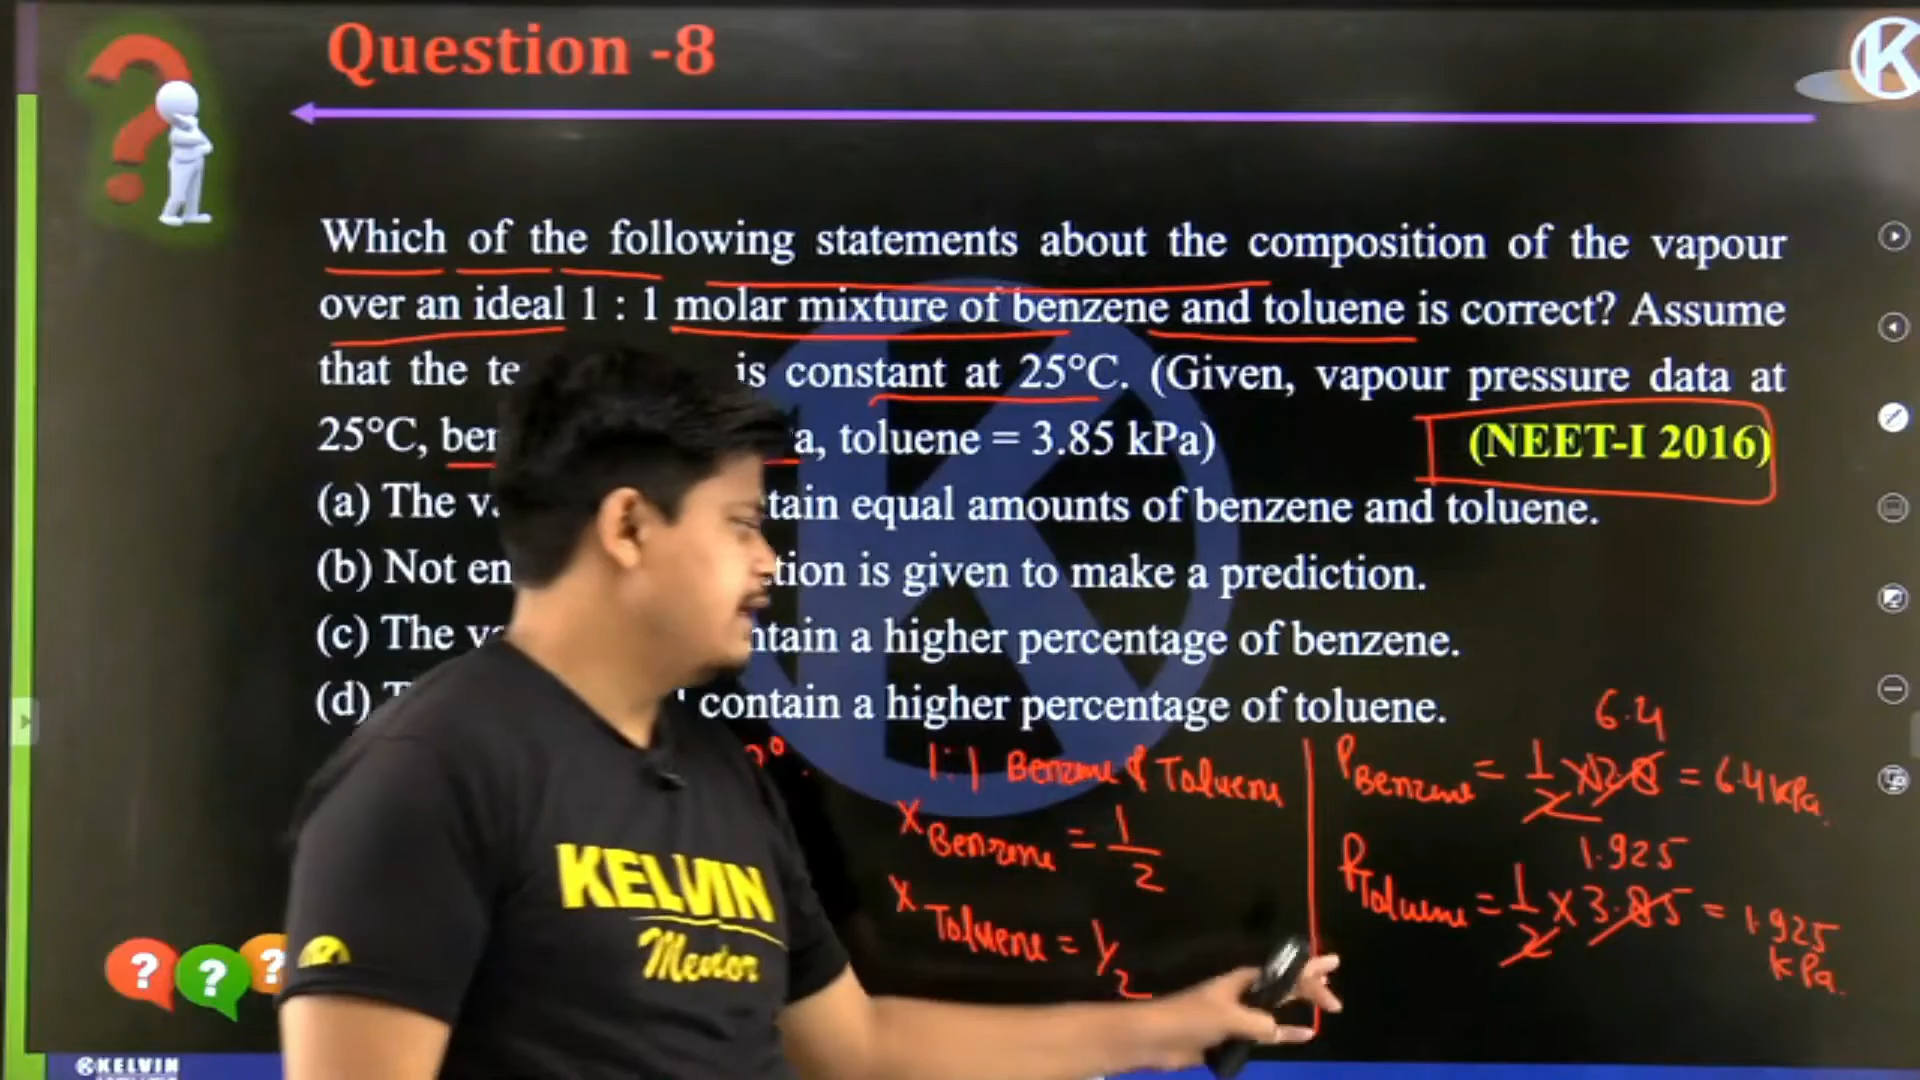 Question -8
Which of the following statements about the composition of the vapour
over an ideal 1 : 1 molar mixture of benzene and toluene is correct? Assume
that the te is constant at 25°C. (Given, vapour pressure data at
25°C, ben a, toluene = 3.85 kPa) (NEET-I 2016)
(a) The v tain equal amounts of benzene and toluene.
(b) Not en tion is given to make a prediction.
(c) The va ntain a higher percentage of benzene.
(d) T contain a higher percentage of toluene.
1:1 Benzene & Toluene
x Benzene = 1/2
x Toluene = 1/2
6.4
P Benzene = 1/2 × 12.8 = 6.4 kPa.
1.925
P Toluene = 1/2 × 3.85 = 1.925 kPa.
KELVIN
Mentor
? ? ?
KELVIN